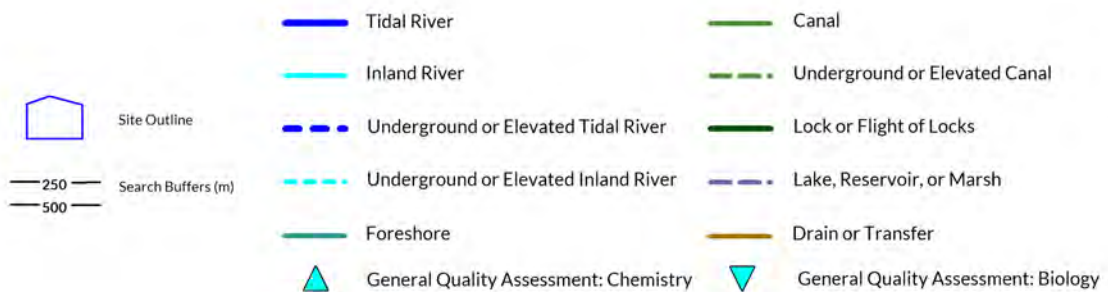 Site Outline
250
500
Search Buffers (m)
Tidal River
Inland River
Underground or Elevated Tidal River
Underground or Elevated Inland River
Foreshore
General Quality Assessment: Chemistry
Canal
Underground or Elevated Canal
Lock or Flight of Locks
Lake, Reservoir, or Marsh
Drain or Transfer
General Quality Assessment: Biology